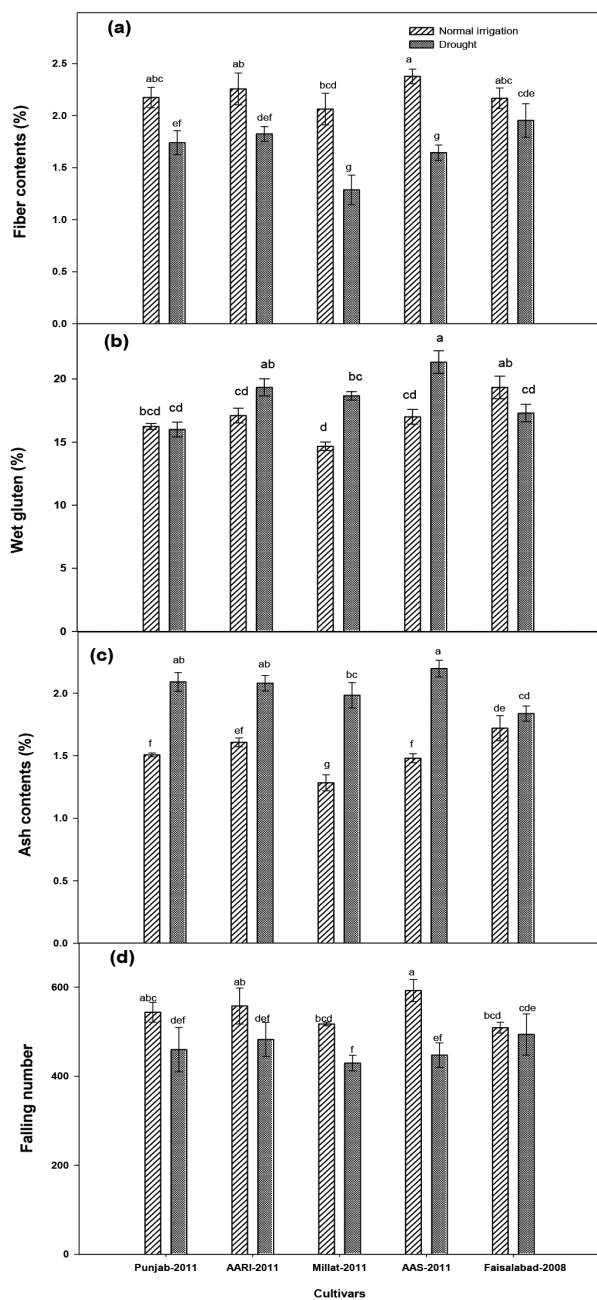 (a)
Normal irrigation
Drought
Fiber contents (%)
2.5
2.0
1.5
1.0
0.5
0.0
abc
ef
ab
def
bcd
g
a
g
abc
cde
(b)
Wet gluten (%)
20
15
10
5
0
bcd
cd
cd
ab
d
bc
cd
a
ab
cd
(c)
Ash contents (%)
2.0
1.5
1.0
0.5
0.0
f
ab
ef
ab
g
bc
f
a
de
cd
(d)
Falling number
600
400
200
0
abc
def
ab
def
bcd
f
a
ef
bcd
cde
Punjab-2011 AARI-2011 Millat-2011 AAS-2011 Faisalabad-2008
Cultivars